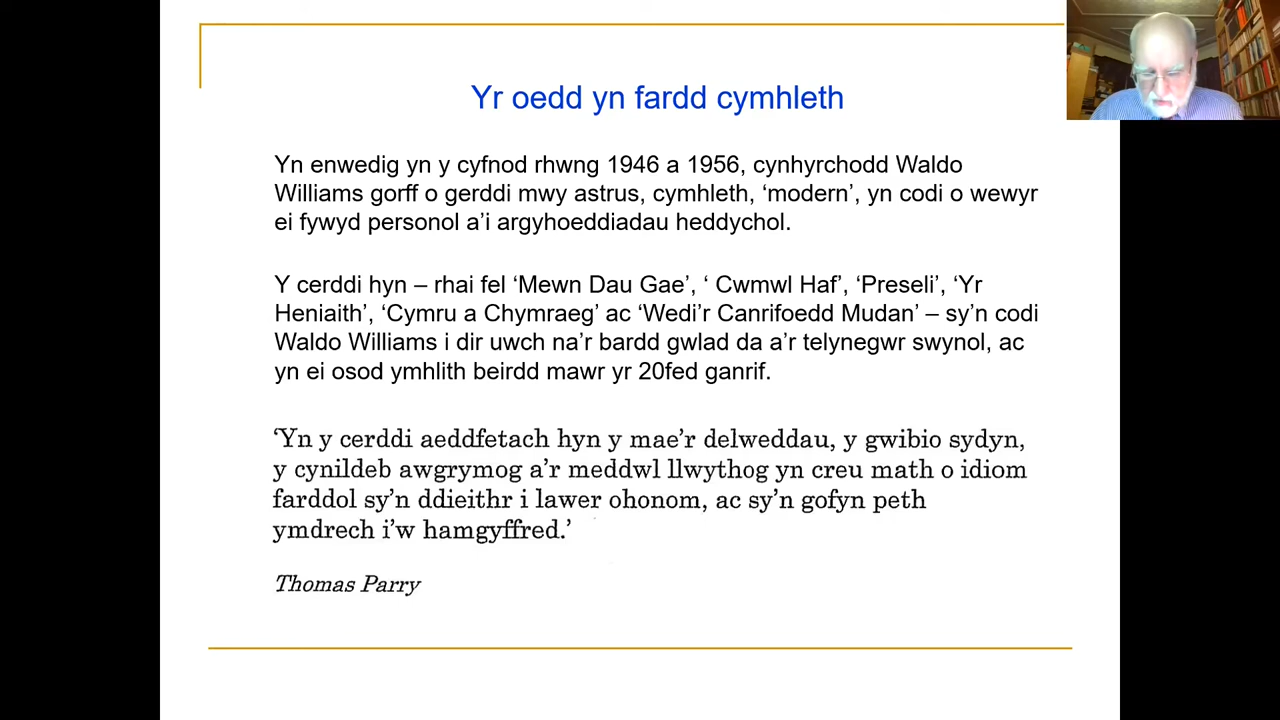 Yr oedd yn fardd cymhleth
Yn enwedig yn y cyfnod rhwng 1946 a 1956, cynhyrchodd Waldo
Williams gorff o gerddi mwy astrus, cymhleth, ‘modern’, yn codi o wewyr
ei fywyd personol a’i argyhoeddiadau heddychol.
Y cerddi hyn – rhai fel ‘Mewn Dau Gae’, ‘ Cwmwl Haf’, ‘Preseli’, ‘Yr
Heniaith’, ‘Cymru a Chymraeg’ ac ‘Wedi’r Canrifoedd Mudan’ – sy’n codi
Waldo Williams i dir uwch na’r bardd gwlad da a’r telynegwr swynol, ac
yn ei osod ymhlith beirdd mawr yr 20fed ganrif.
‘Yn y cerddi aeddfetach hyn y mae’r delweddau, y gwibio sydyn,
y cynildeb awgrymog a’r meddwl llwythog yn creu math o idiom
farddol sy’n ddieithr i lawer ohonom, ac sy’n gofyn peth
ymdrech i’w hamgyffred.’
Thomas Parry